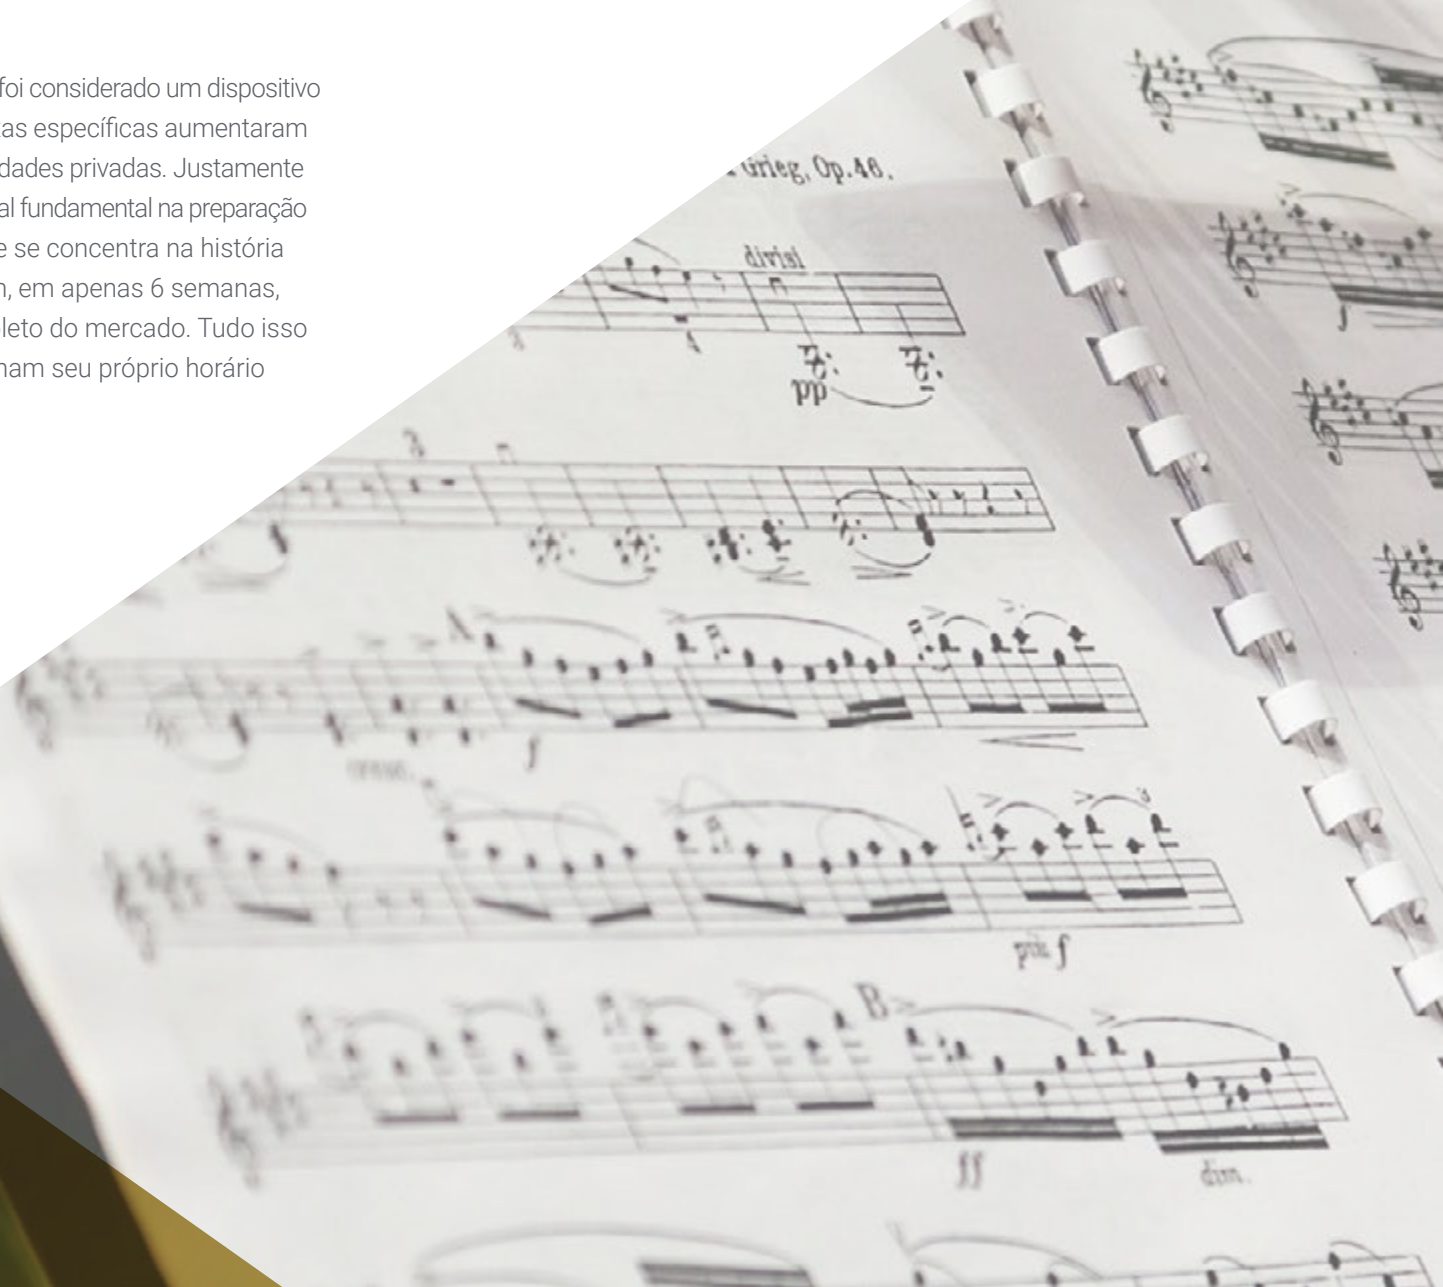 foi considerado um dispositivo
as específicas aumentaram
dades privadas. Justamente
al fundamental na preparação
e se concentra na história
, em apenas 6 semanas,
leto do mercado. Tudo isso
nam seu próprio horário
Grieg, Op. 46.
divisi
pp
3
A
f
cresc.
più f
B
ff
dim.